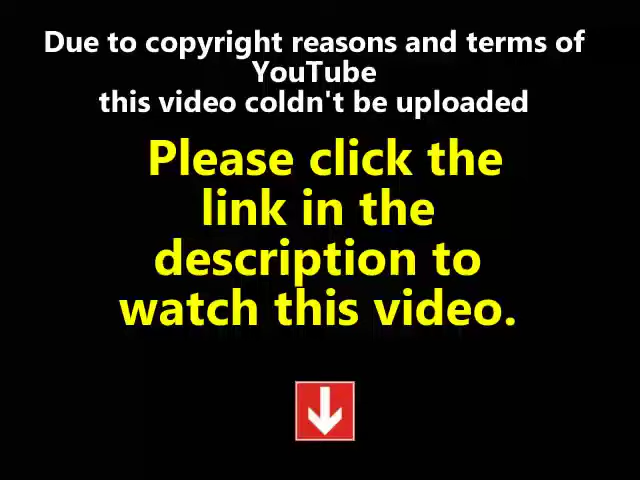 Due to copyright reasons and terms of
YouTube
this video coldn't be uploaded
Please click the
link in the
description to
watch this video.